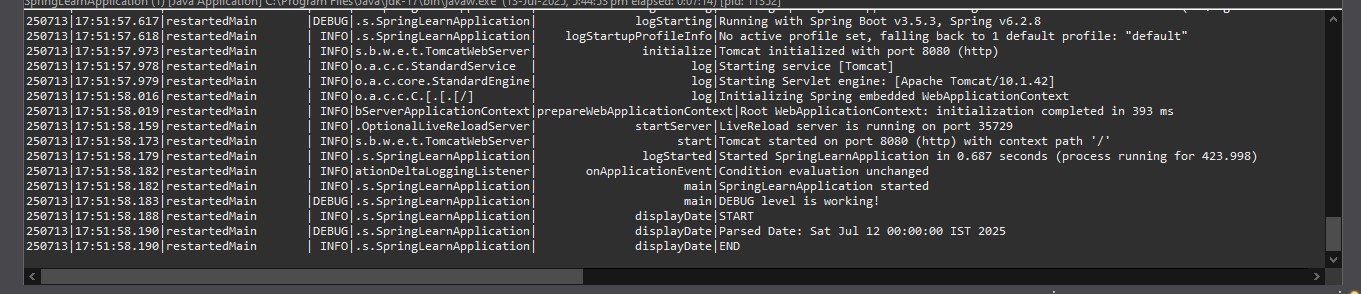 SpringLearnApplication (1) [Java Application] C:\Program Files\Java\jdk-17\bin\javaw.exe (13-Jul-2025, 5:44:53 pm elapsed: 0:07:14) [pid: 11352]
250713|17:51:57.617|restartedMain |DEBUG|.s.SpringLearnApplication| logStarting|Running with Spring Boot v3.5.3, Spring v6.2.8
250713|17:51:57.618|restartedMain | INFO|.s.SpringLearnApplication| logStartupProfileInfo|No active profile set, falling back to 1 default profile: "default"
250713|17:51:57.973|restartedMain | INFO|s.b.w.e.t.TomcatWebServer| initialize|Tomcat initialized with port 8080 (http)
250713|17:51:57.978|restartedMain | INFO|o.a.c.c.StandardService | log|Starting service [Tomcat]
250713|17:51:57.979|restartedMain | INFO|o.a.c.core.StandardEngine| log|Starting Servlet engine: [Apache Tomcat/10.1.42]
250713|17:51:58.016|restartedMain | INFO|o.a.c.c.C.[.[.[/] | log|Initializing Spring embedded WebApplicationContext
250713|17:51:58.019|restartedMain | INFO|bServerApplicationContext|prepareWebApplicationContext|Root WebApplicationContext: initialization completed in 393 ms
250713|17:51:58.159|restartedMain | INFO|.OptionalLiveReloadServer| startServer|LiveReload server is running on port 35729
250713|17:51:58.173|restartedMain | INFO|s.b.w.e.t.TomcatWebServer| start|Tomcat started on port 8080 (http) with context path '/'
250713|17:51:58.179|restartedMain | INFO|.s.SpringLearnApplication| logStarted|Started SpringLearnApplication in 0.687 seconds (process running for 423.998)
250713|17:51:58.182|restartedMain | INFO|ationDeltaLoggingListener| onApplicationEvent|Condition evaluation unchanged
250713|17:51:58.182|restartedMain | INFO|.s.SpringLearnApplication| main|SpringLearnApplication started
250713|17:51:58.183|restartedMain |DEBUG|.s.SpringLearnApplication| main|DEBUG level is working!
250713|17:51:58.188|restartedMain | INFO|.s.SpringLearnApplication| displayDate|START
250713|17:51:58.190|restartedMain |DEBUG|.s.SpringLearnApplication| displayDate|Parsed Date: Sat Jul 12 00:00:00 IST 2025
250713|17:51:58.190|restartedMain | INFO|.s.SpringLearnApplication| displayDate|END